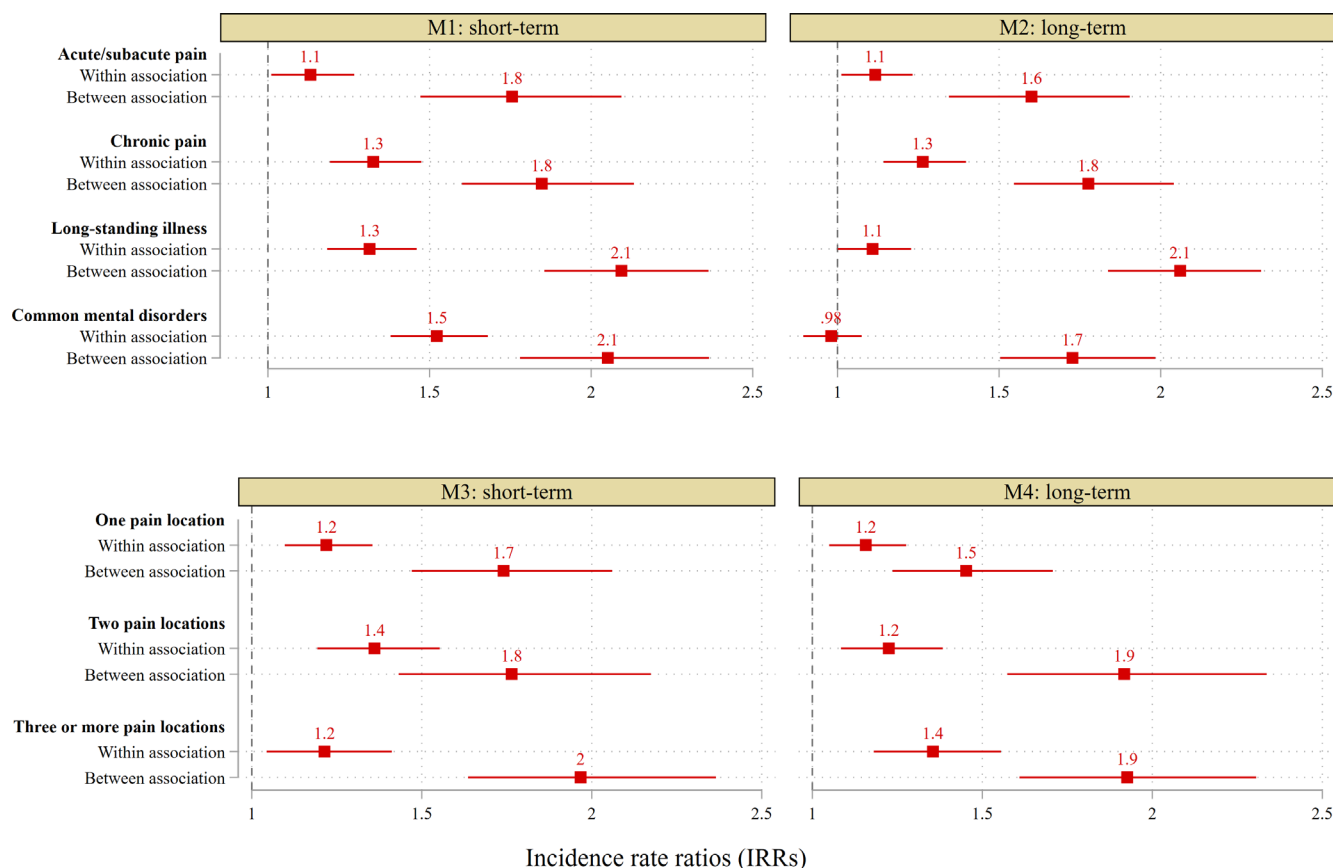 M1: short-term
M2: long-term
Acute/subacute pain
1.1
1.1
Within association
1.8
1.6
Between association
Chronic pain
1.3
1.3
Within association
1.8
1.8
Between association
Long-standing illness
1.3
1.1
Within association
2.1
2.1
Between association
Common mental disorders
1.5
.98
Within association
2.1
1.7
Between association
1 1.5 2 2.5
1 1.5 2 2.5
M3: short-term
M4: long-term
One pain location
1.2
1.2
Within association
1.7
1.5
Between association
Two pain locations
1.4
1.2
Within association
1.8
1.9
Between association
Three or more pain locations
1.2
1.4
Within association
2
1.9
Between association
1 1.5 2 2.5
1 1.5 2 2.5
Incidence rate ratios (IRRs)